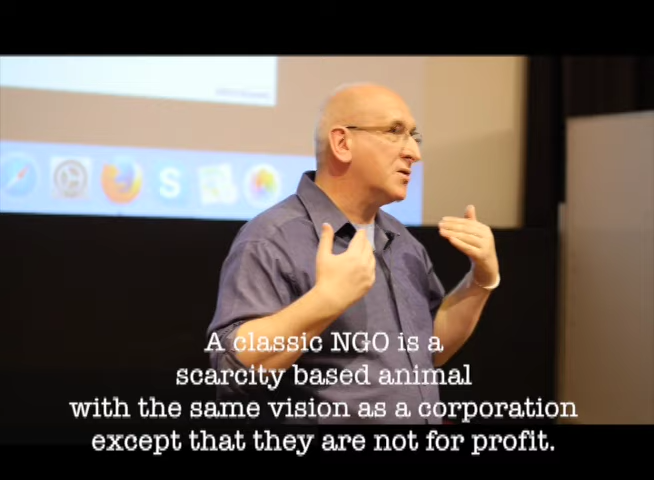 A classic NGO is a
scarcity based animal
with the same vision as a corporation
except that they are not for profit.